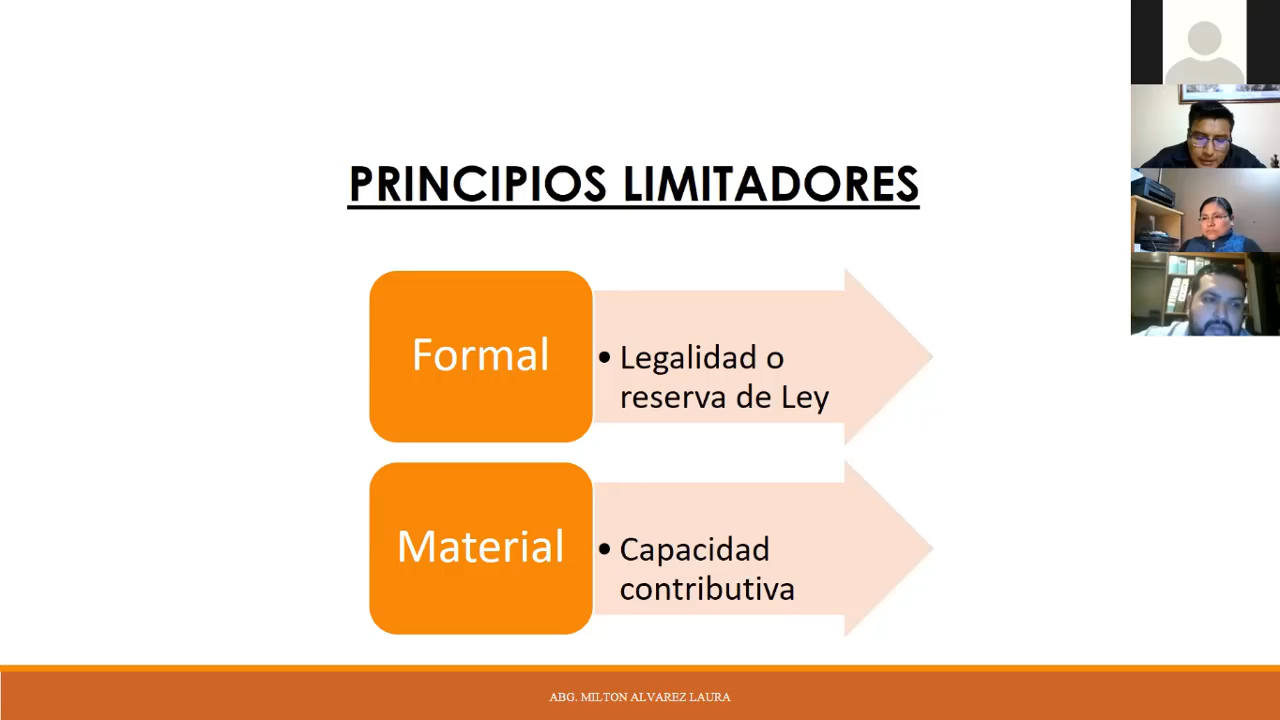 PRINCIPIOS LIMITADORES
Formal
• Legalidad o
reserva de Ley
Material
• Capacidad
contributiva
ABG. MILTON ALVAREZ LAURA